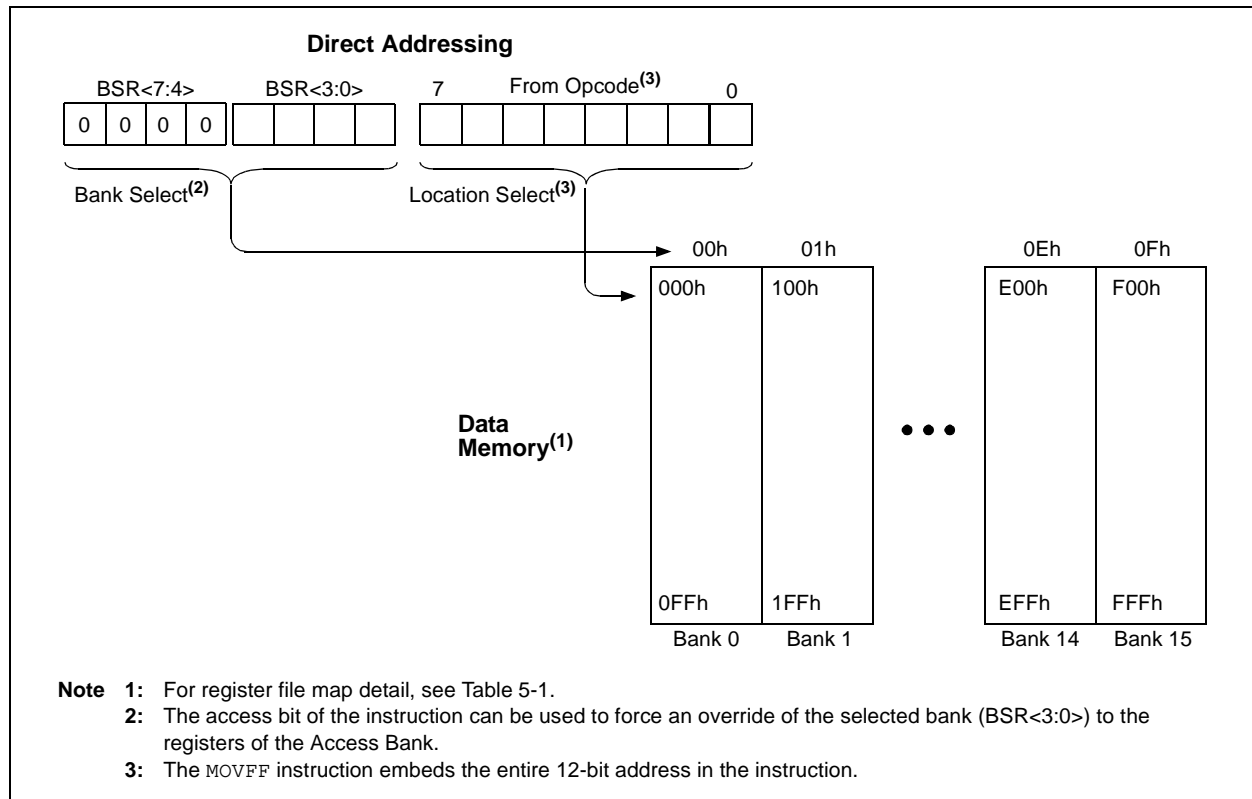 Direct Addressing
BSR<7:4> BSR<3:0> 7 From Opcode(3) 0
0 0 0 0
Bank Select(2) Location Select(3)
00h 01h 0Eh 0Fh
000h 100h E00h F00h
Data
Memory(1)
0FFh 1FFh EFFh FFFh
Bank 0 Bank 1 Bank 14 Bank 15
Note 1: For register file map detail, see Table 5-1.
2: The access bit of the instruction can be used to force an override of the selected bank (BSR<3:0>) to the
registers of the Access Bank.
3: The MOVFF instruction embeds the entire 12-bit address in the instruction.